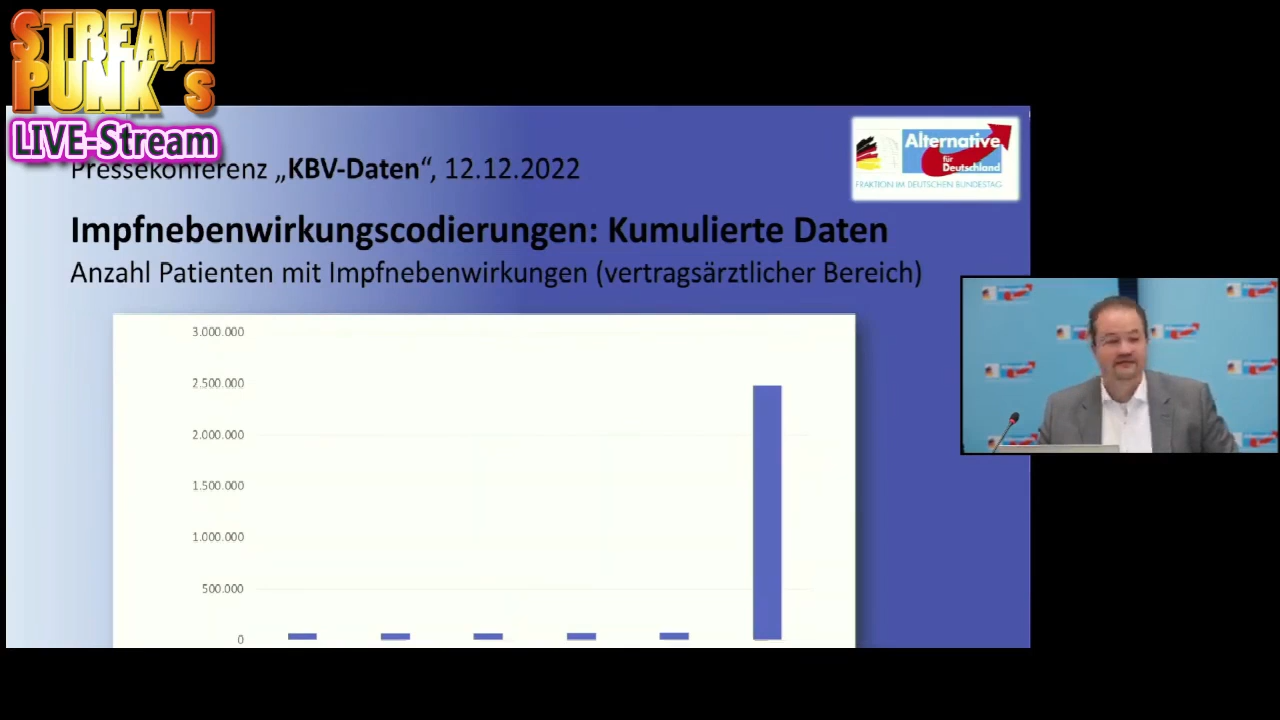 STREAM
PUNK´s
LIVE-Stream
Pressekonferenz „KBV-Daten“, 12.12.2022
Alternative
für
Deutschland
FRAKTION IM DEUTSCHEN BUNDESTAG
Impfnebenwirkungscodierungen: Kumulierte Daten
Anzahl Patienten mit Impfnebenwirkungen (vertragsärztlicher Bereich)
3.000.000
2.500.000
2.000.000
1.500.000
1.000.000
500.000
0